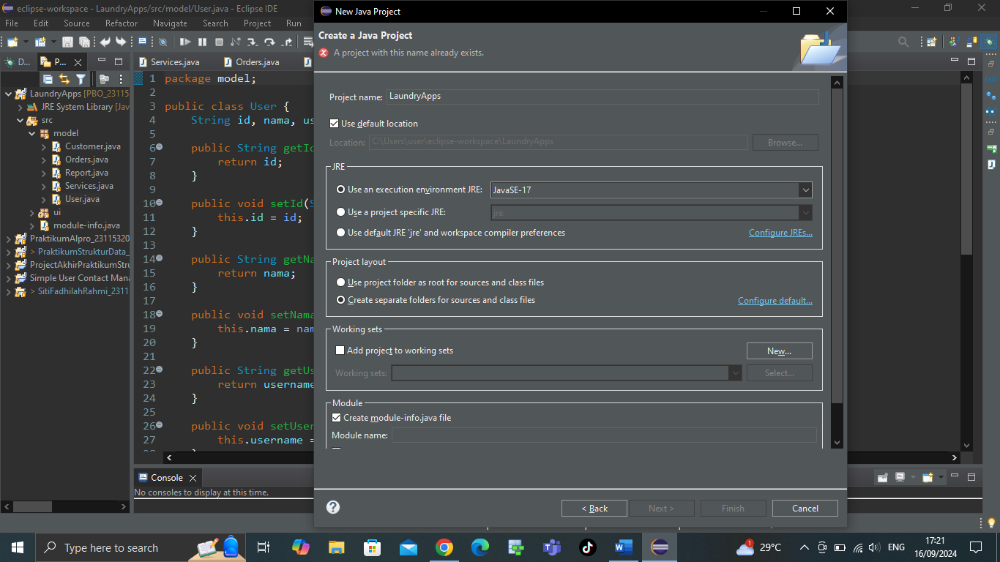 eclipse-workspace - LaundryApps/src/model/User.java - Eclipse IDE
File Edit Source Refactor Navigate Search Project Run
D... P...
LaundryApps [PBO_23115
JRE System Library [Jav
src
model
Customer.java
Orders.java
Report.java
Services.java
User.java
ui
module-info.java
PraktikumAlpro_23115320
> PraktikumStrukturData_
ProjectAkhirPraktikumStru
Simple User Contact Mana
> SitiFadhilahRahmi_2311
Services.java Orders.java
1 package model;
2
3 public class User {
4 String id, nama, us
5
6 public String getId
7 return id;
8 }
9
10 public void setId(S
11 this.id = id;
12 }
13
14 public String getNa
15 return nama;
16 }
17
18 public void setNama
19 this.nama = nam
20 }
21
22 public String getUs
23 return username
24 }
25
26 public void setUser
27 this.username =
Console
No consoles to display at this time.
New Java Project
Create a Java Project
A project with this name already exists.
Project name: LaundryApps
Use default location
Location: C:\Users\user\eclipse-workspace\LaundryApps Browse...
JRE
Use an execution environment JRE: JavaSE-17
Use a project specific JRE: jre
Use default JRE 'jre' and workspace compiler preferences Configure JREs...
Project layout
Use project folder as root for sources and class files
Create separate folders for sources and class files Configure default...
Working sets
Add project to working sets New...
Working sets: Select...
Module
Create module-info.java file
Module name:
? < Back Next > Finish Cancel
Type here to search
1 29°C ENG
17:21
16/09/2024